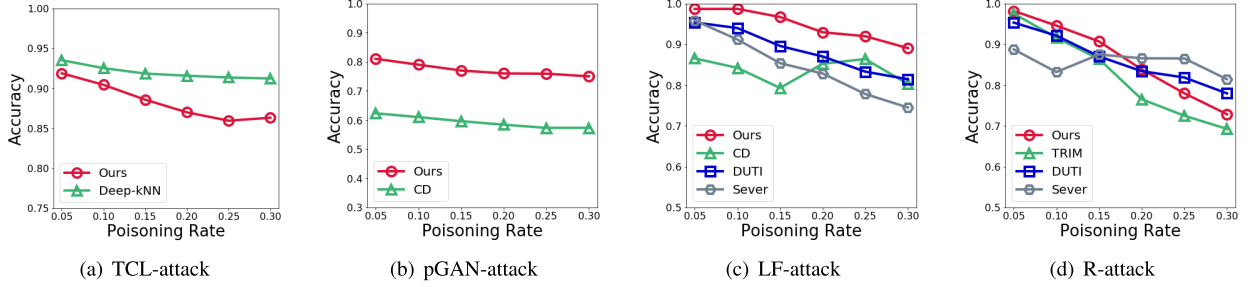 1.00
0.95
0.90
0.85
0.80
0.75
Accuracy
Ours
Deep-kNN
0.05 0.10 0.15 0.20 0.25 0.30
Poisoning Rate
(a) TCL-attack
1.0
0.9
0.8
0.7
0.6
0.5
0.4
0.3
Accuracy
Ours
CD
0.05 0.10 0.15 0.20 0.25 0.30
Poisoning Rate
(b) pGAN-attack
1.0
0.9
0.8
0.7
0.6
0.5
Accuracy
Ours
CD
DUTI
Sever
0.05 0.10 0.15 0.20 0.25 0.30
Poisoning Rate
(c) LF-attack
1.0
0.9
0.8
0.7
0.6
0.5
Accuracy
Ours
TRIM
DUTI
Sever
0.05 0.10 0.15 0.20 0.25 0.30
Poisoning Rate
(d) R-attack